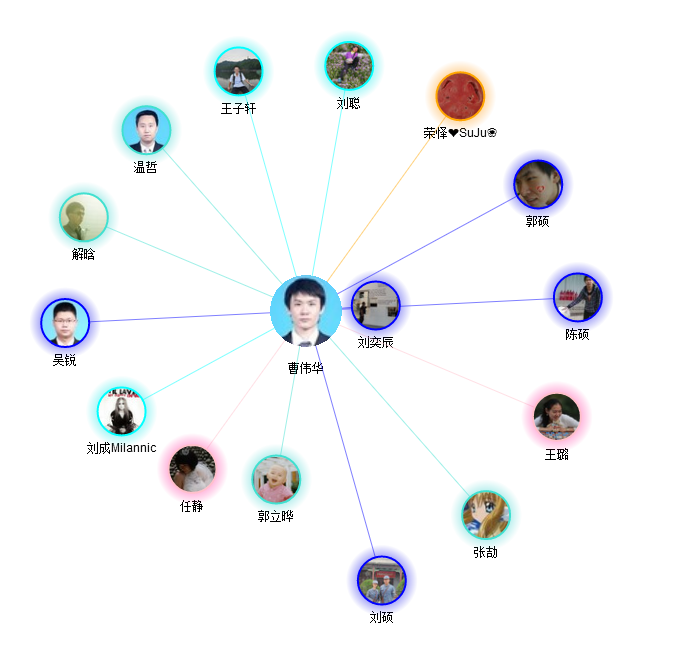 刘聪
王子轩
荣怿❤SuJu❀
温哲
郭硕
解晗
陈硕
刘奕辰
吴锐
曹伟华
刘成Milannic
王璐
任静
郭立晔
张劼
刘硕